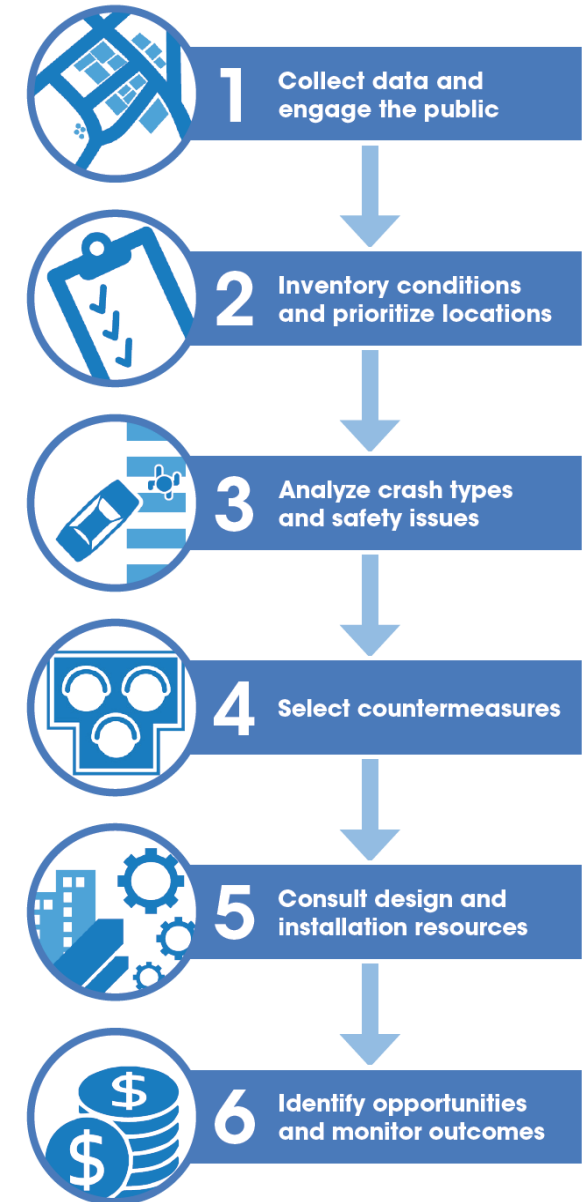 1
Collect data and
engage the public
2
Inventory conditions
and prioritize locations
3
Analyze crash types
and safety issues
4
Select countermeasures
5
Consult design and
installation resources
$
$
6
Identify opportunities
and monitor outcomes